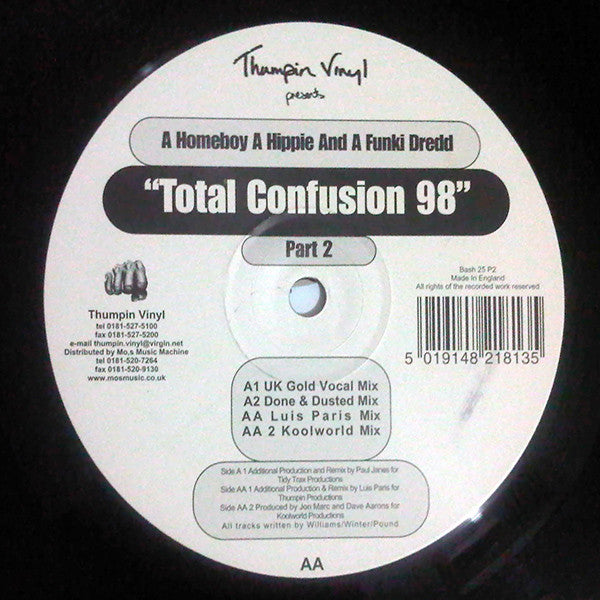 Thumpin Vinyl
presents
A Homeboy A Hippie And A Funki Dredd
“Total Confusion 98”
Part 2
Thumpin Vinyl
tel 0181-527-5100
fax 0181-527-5200
e-mail thumpin.vinyl@virgin.net
Distributed by Mo,s Music Machine
tel 0181-520-7264
fax 0181-520-9130
www.mosmusic.co.uk
Bash 25 P2
Made In England
All rights of the recorded work reserved
5 019148 218135
A1 UK Gold Vocal Mix
A2 Done & Dusted Mix
AA Luis Paris Mix
AA 2 Koolworld Mix
Side A 1 Additional Production and Remix by Paul Janes for
Tidy Trax Productions
Side AA 1 Additional Production & Remix by Luis Paris for
Thumpin Productions
Side AA 2 Produced by Jon Marc and Dave Aarons for
Koolworld Productions
All tracks written by Williams/Winter/Pound
AA